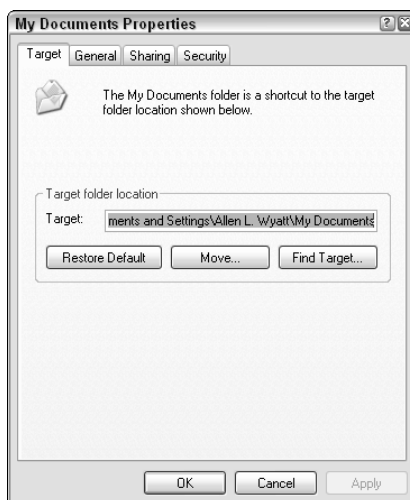 My Documents Properties
Target General Sharing Security
The My Documents folder is a shortcut to the target
folder location shown below.
Target folder location
Target: ments and Settings\Allen L. Wyatt\My Documents
Restore Default Move... Find Target...
OK Cancel Apply